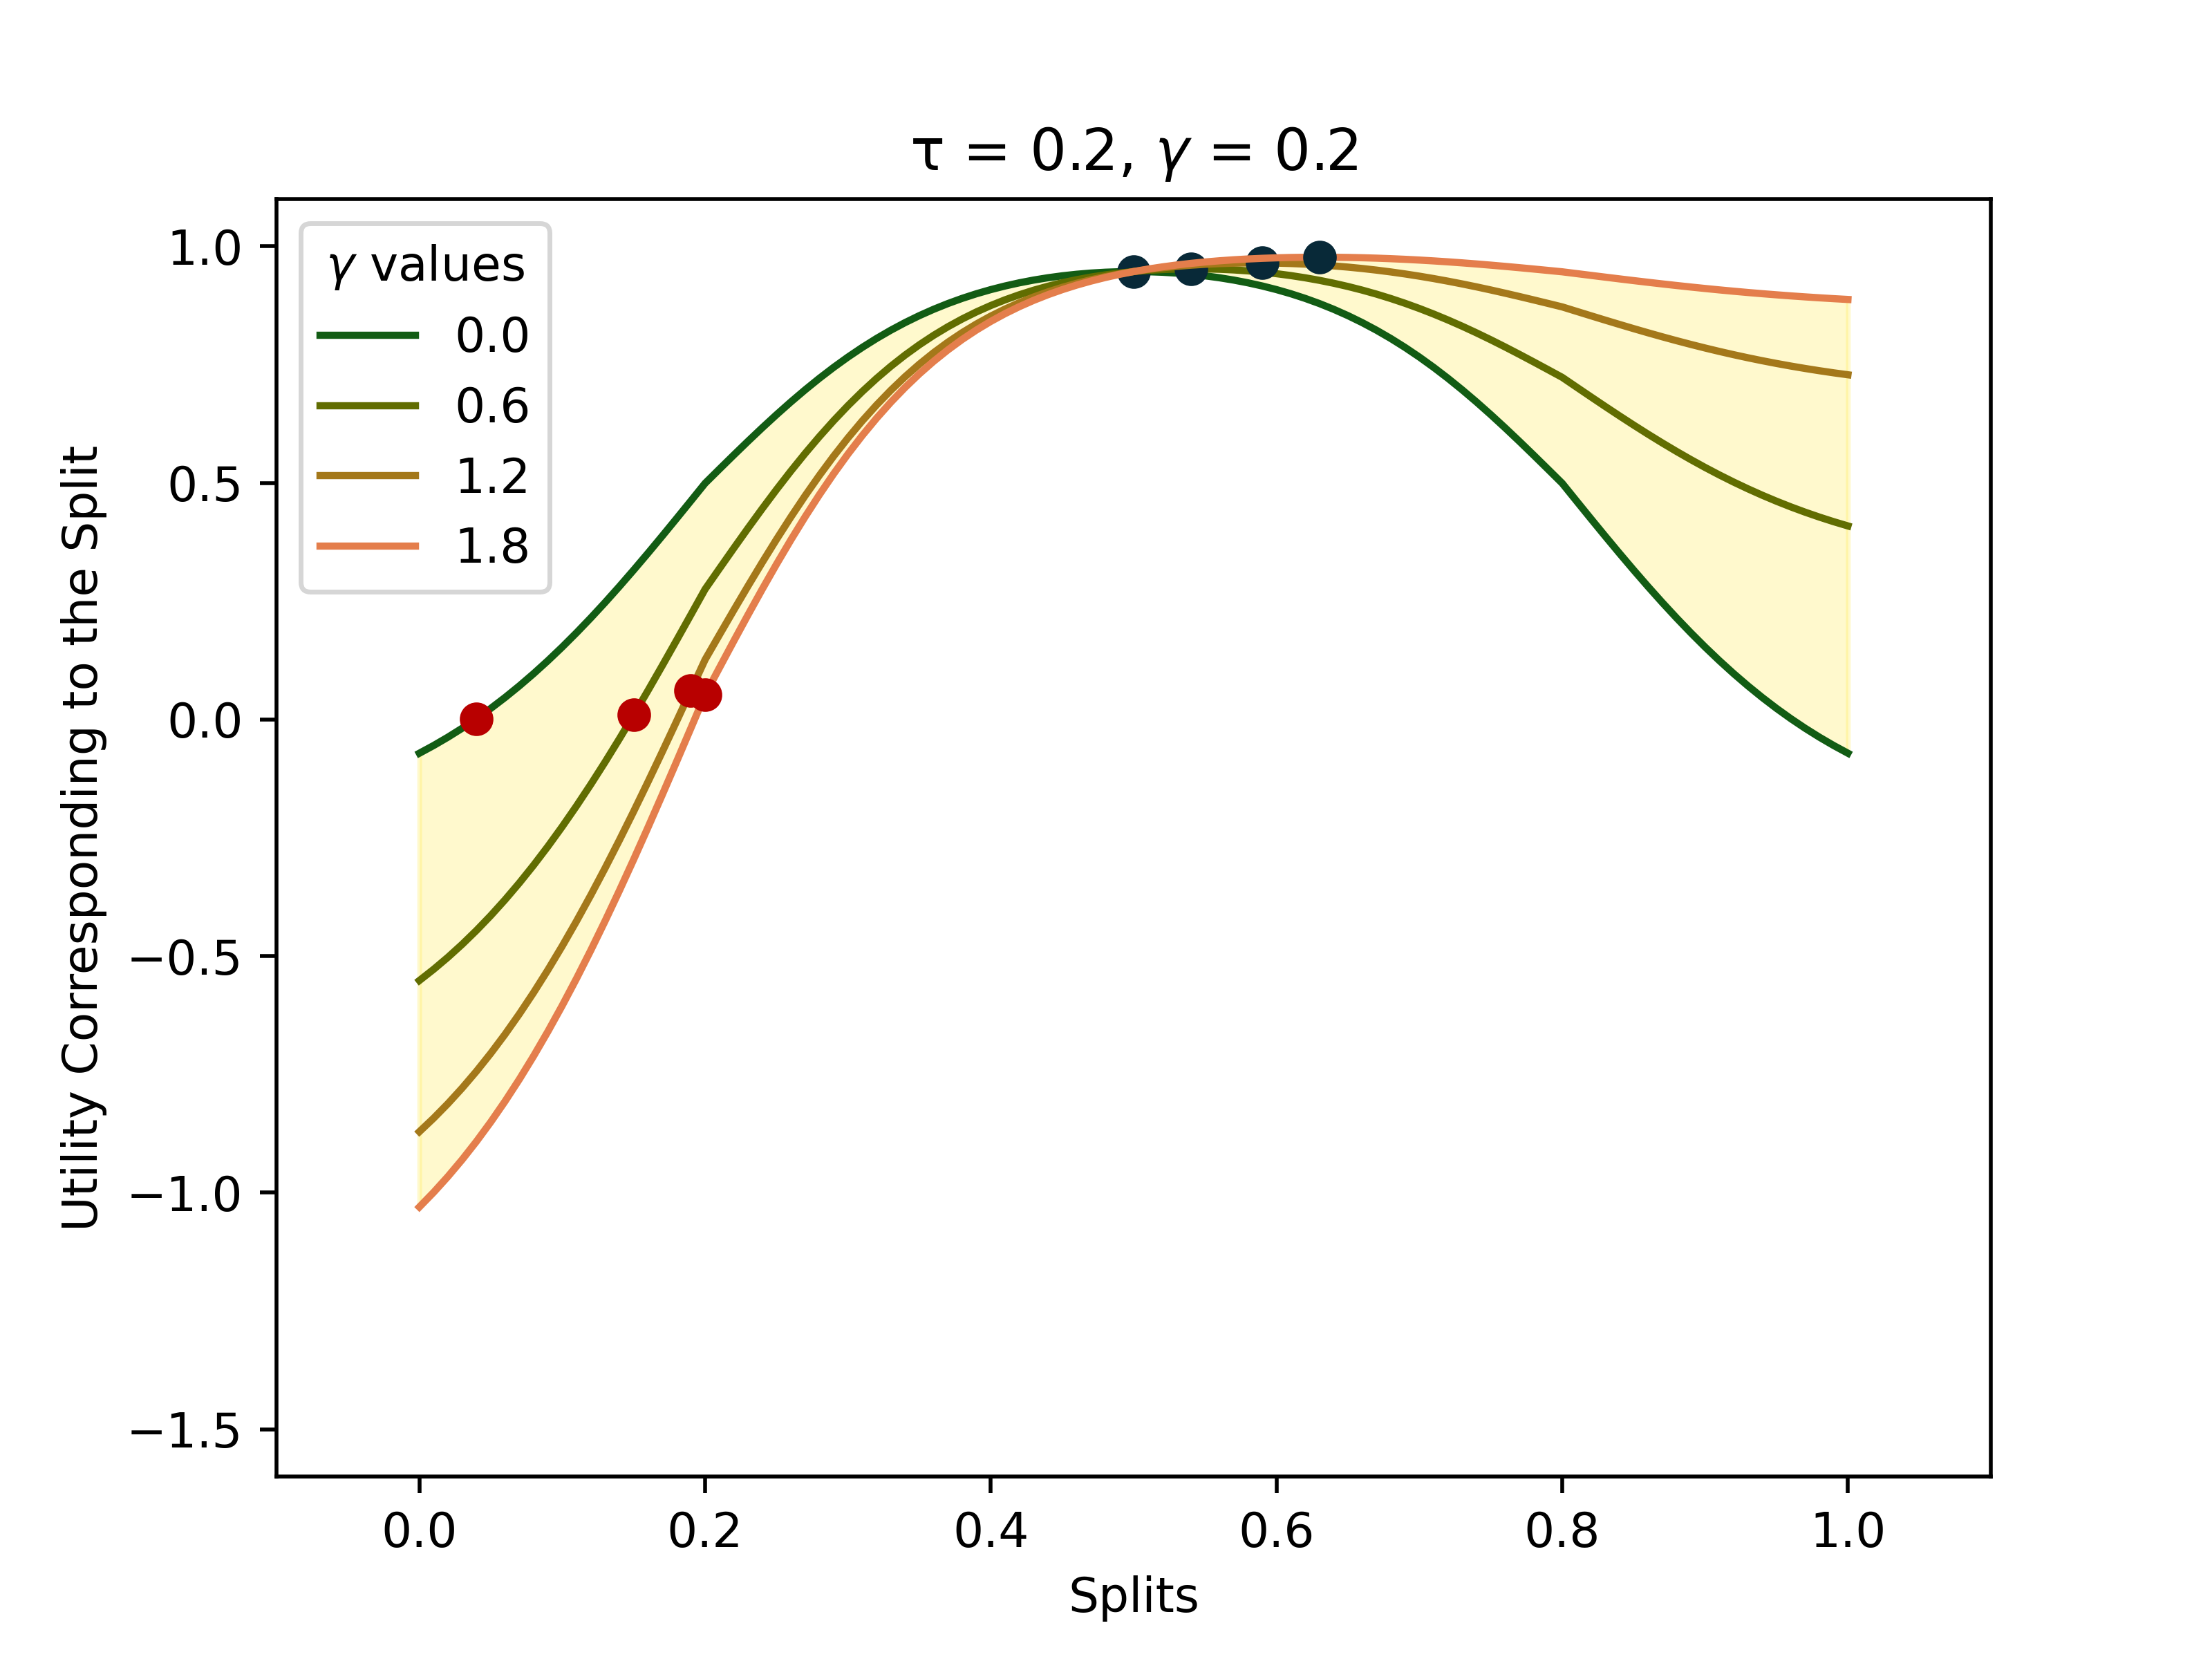 τ = 0.2, γ = 0.2
γ values
0.0
0.6
1.2
1.8
1.0
0.5
0.0
−0.5
−1.0
−1.5
Utility Corresponding to the Split
0.0 0.2 0.4 0.6 0.8 1.0
Splits